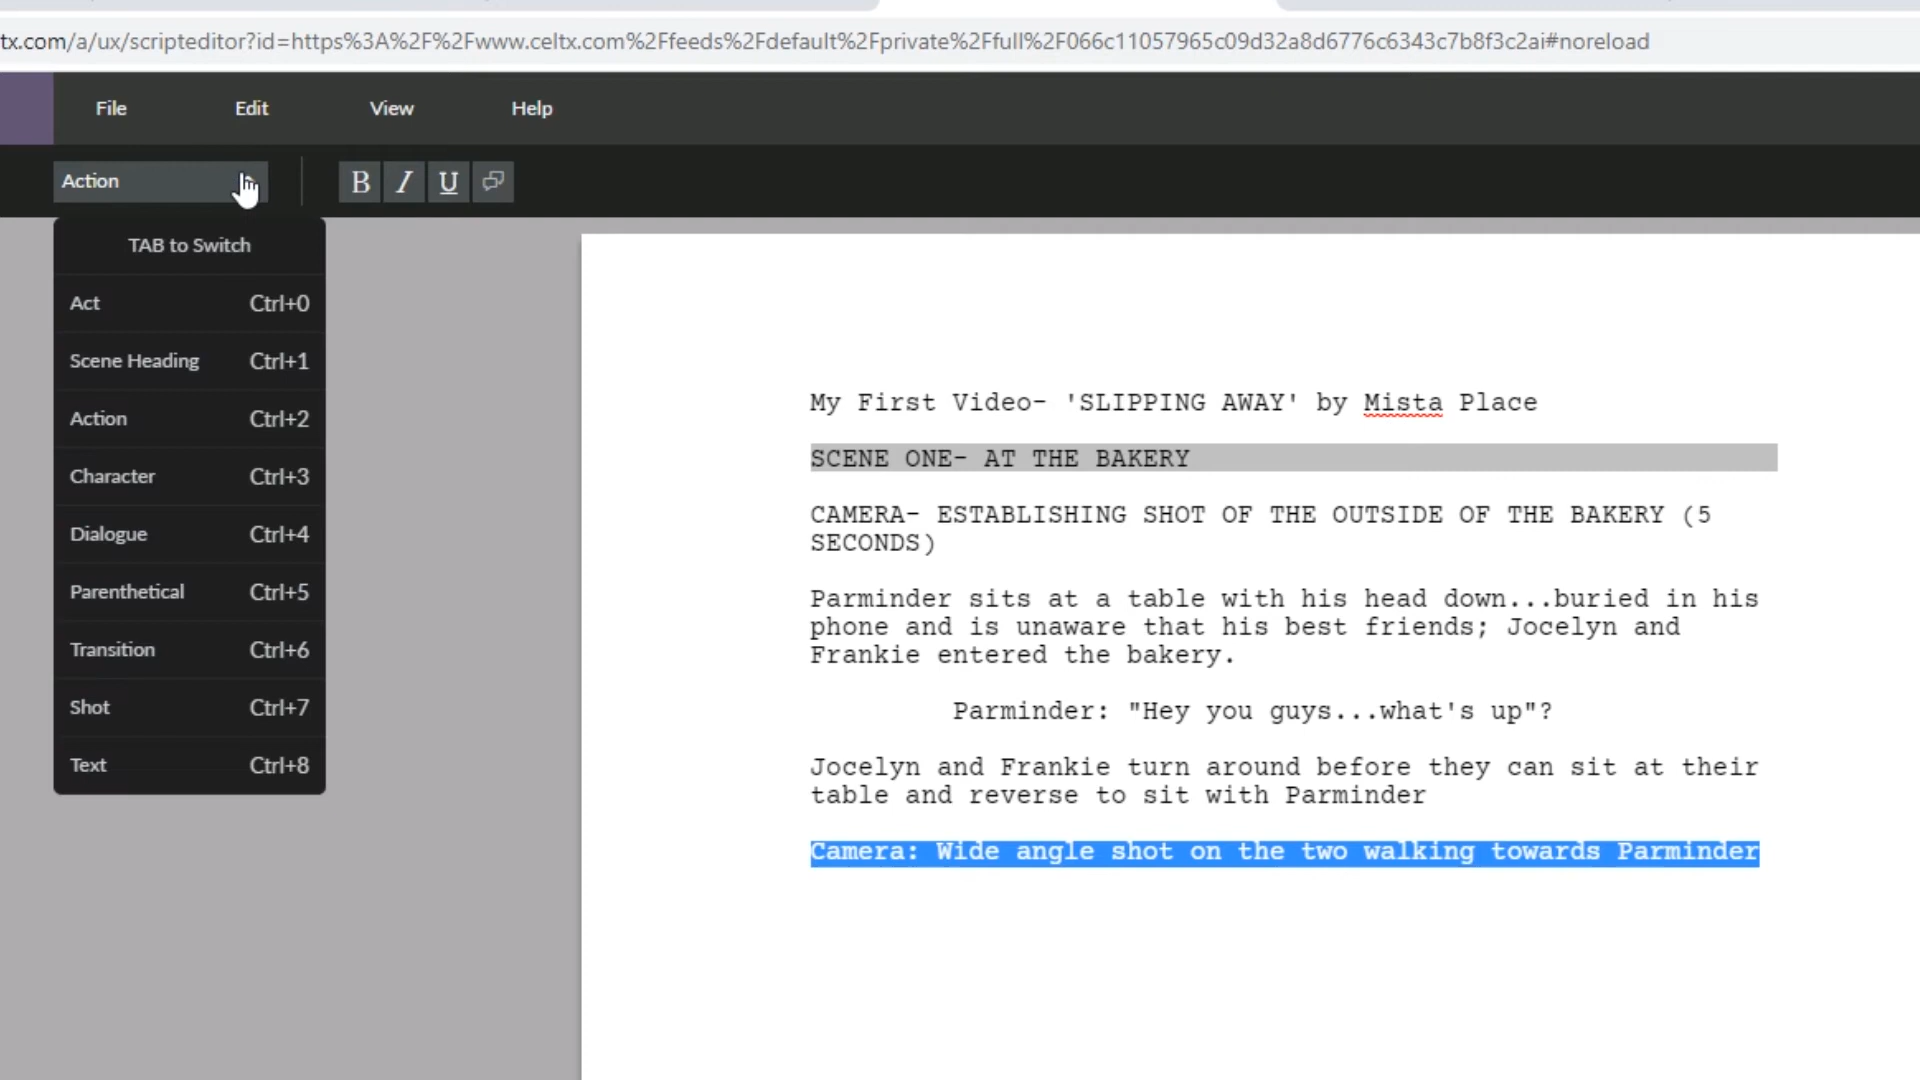 tx.com/a/ux/scripteditor?id=https%3A%2F%2Fwww.celtx.com%2Ffeeds%2Fdefault%2Fprivate%2Ffull%2F066c11057965c09d32a8d6776c6343c7b8f3c2ai#noreload
File Edit View Help
Action B I U
TAB to Switch
Act Ctrl+0
Scene Heading Ctrl+1
Action Ctrl+2
Character Ctrl+3
Dialogue Ctrl+4
Parenthetical Ctrl+5
Transition Ctrl+6
Shot Ctrl+7
Text Ctrl+8
My First Video- 'SLIPPING AWAY' by Mista Place
SCENE ONE- AT THE BAKERY
CAMERA- ESTABLISHING SHOT OF THE OUTSIDE OF THE BAKERY (5
SECONDS)
Parminder sits at a table with his head down...buried in his
phone and is unaware that his best friends; Jocelyn and
Frankie entered the bakery.
Parminder: "Hey you guys...what's up"?
Jocelyn and Frankie turn around before they can sit at their
table and reverse to sit with Parminder
Camera: Wide angle shot on the two walking towards Parminder